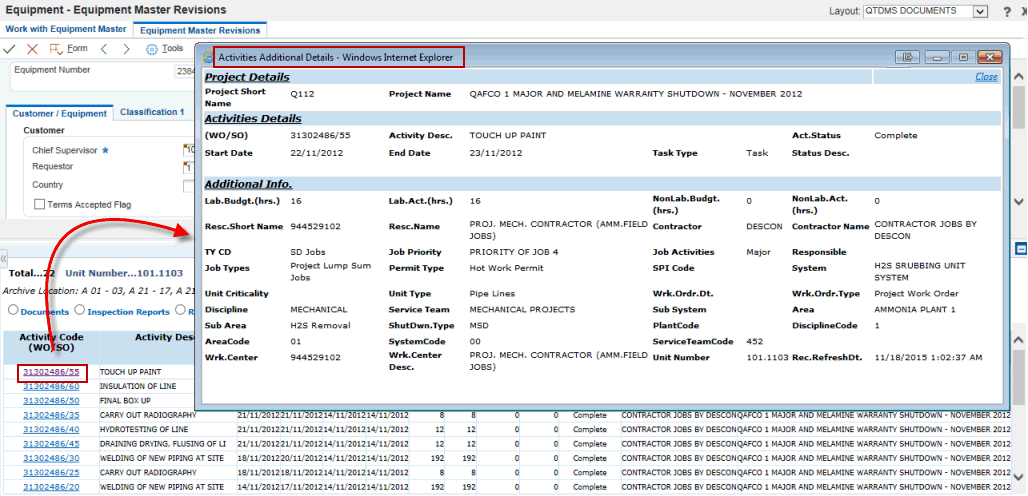 Equipment - Equipment Master Revisions
Layout: QTDMS DOCUMENTS ? X
Work with Equipment Master Equipment Master Revisions
Form Tools
Equipment Number 2384
Customer / Equipment Classification 1
Customer
Chief Supervisor *
Requestor
Country
Terms Accepted Flag
Activities Additional Details - Windows Internet Explorer
Project Details Close
Project Short Name Q112 Project Name QAFCO 1 MAJOR AND MELAMINE WARRANTY SHUTDOWN - NOVEMBER 2012
Activities Details
(WO/SO) 31302486/55 Activity Desc. TOUCH UP PAINT Act.Status Complete
Start Date 22/11/2012 End Date 23/11/2012 Task Type Task Status Desc.
Additional Info.
Lab.Budgt.(hrs.) 16 Lab.Act.(hrs.) 16 NonLab.Budgt.(hrs.) 0 NonLab.Act.(hrs.) 0
Resc.Short Name 944529102 Resc.Name PROJ. MECH. CONTRACTOR (AMM.FIELD JOBS) Contractor DESCON Contractor Name CONTRACTOR JOBS BY DESCON
TY CD SD Jobs Job Priority PRIORITY OF JOB 4 Job Activities Major Responsible
Job Types Project Lump Sum Jobs Permit Type Hot Work Permit SPI Code System H2S SRUBBING UNIT SYSTEM
Unit Criticality Unit Type Pipe Lines Wrk.Ordr.Dt. Wrk.Ordr.Type Project Work Order
Discipline MECHANICAL Service Team MECHANICAL PROJECTS Sub System Area AMMONIA PLANT 1
Sub Area H2S Removal ShutDwn.Type MSD PlantCode DisciplineCode 1
AreaCode 01 SystemCode 00 ServiceTeamCode 452
Wrk.Center 944529102 Wrk.Center Desc. PROJ. MECH. CONTRACTOR (AMM.FIELD JOBS) Unit Number 101.1103 Rec.RefreshDt. 11/18/2015 1:02:37 AM
Total...22 Unit Number...101.1103
Archive Location: A 01 - 03, A 21 - 17, A 21
Documents Inspection Reports R
Activity Code (WO/SO) Activity Desc
31302486/55 TOUCH UP PAINT
31302486/60 INSULATION OF LINE
31302486/50 FINAL BOX UP
31302486/35 CARRY OUT RADIOGRAPHY 21/11/2012 21/11/2012 14/11/2012 14/11/2012 8 8 0 0 Complete CONTRACTOR JOBS BY DESCON QAFCO 1 MAJOR AND MELAMINE WARRANTY SHUTDOWN - NOVEMBER 2012
31302486/40 HYDROTESTING OF LINE 21/11/2012 21/11/2012 14/11/2012 14/11/2012 12 12 0 0 Complete CONTRACTOR JOBS BY DESCON QAFCO 1 MAJOR AND MELAMINE WARRANTY SHUTDOWN - NOVEMBER 2012
31302486/45 DRAINING DRYING, FLUSING OF LI 21/11/2012 21/11/2012 14/11/2012 14/11/2012 12 12 0 0 Complete CONTRACTOR JOBS BY DESCON QAFCO 1 MAJOR AND MELAMINE WARRANTY SHUTDOWN - NOVEMBER 2012
31302486/30 WELDING OF NEW PIPING AT SITE 18/11/2012 20/11/2012 14/11/2012 14/11/2012 192 192 0 0 Complete CONTRACTOR JOBS BY DESCON QAFCO 1 MAJOR AND MELAMINE WARRANTY SHUTDOWN - NOVEMBER 2012
31302486/25 CARRY OUT RADIOGRAPHY 18/11/2012 18/11/2012 14/11/2012 14/11/2012 8 8 0 0 Complete CONTRACTOR JOBS BY DESCON QAFCO 1 MAJOR AND MELAMINE WARRANTY SHUTDOWN - NOVEMBER 2012
31302486/20 WELDING OF NEW PIPING AT SITE 14/11/2012 17/11/2012 14/11/2012 14/11/2012 192 192 0 0 Complete CONTRACTOR JOBS BY DESCON QAFCO 1 MAJOR AND MELAMINE WARRANTY SHUTDOWN - NOVEMBER 2012